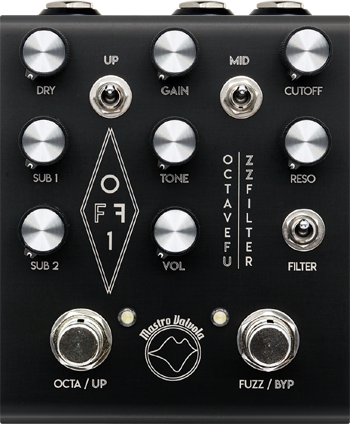 UP
MID
DRY
GAIN
CUTOFF
SUB 1
TONE
RESO
OCTAVEFU
ZZFILTER
O
FF
1
SUB 2
VOL
FILTER
Mastro Valvola
OCTA / UP
FUZZ / BYP